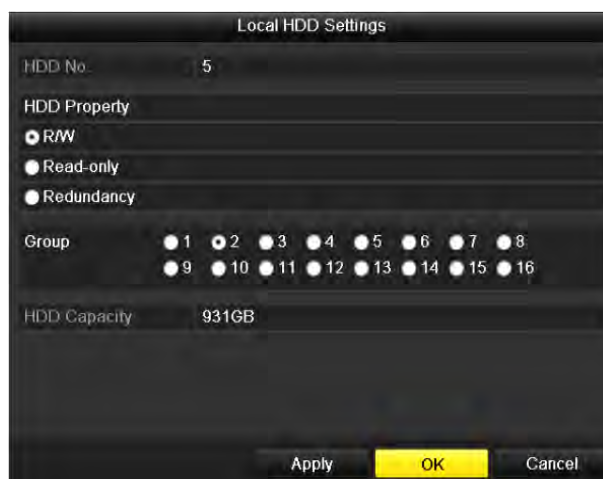 Local HDD Settings
HDD No. 5
HDD Property
R/W
Read-only
Redundancy
Group 1 2 3 4 5 6 7 8
9 10 11 12 13 14 15 16
HDD Capacity 931GB
Apply OK Cancel